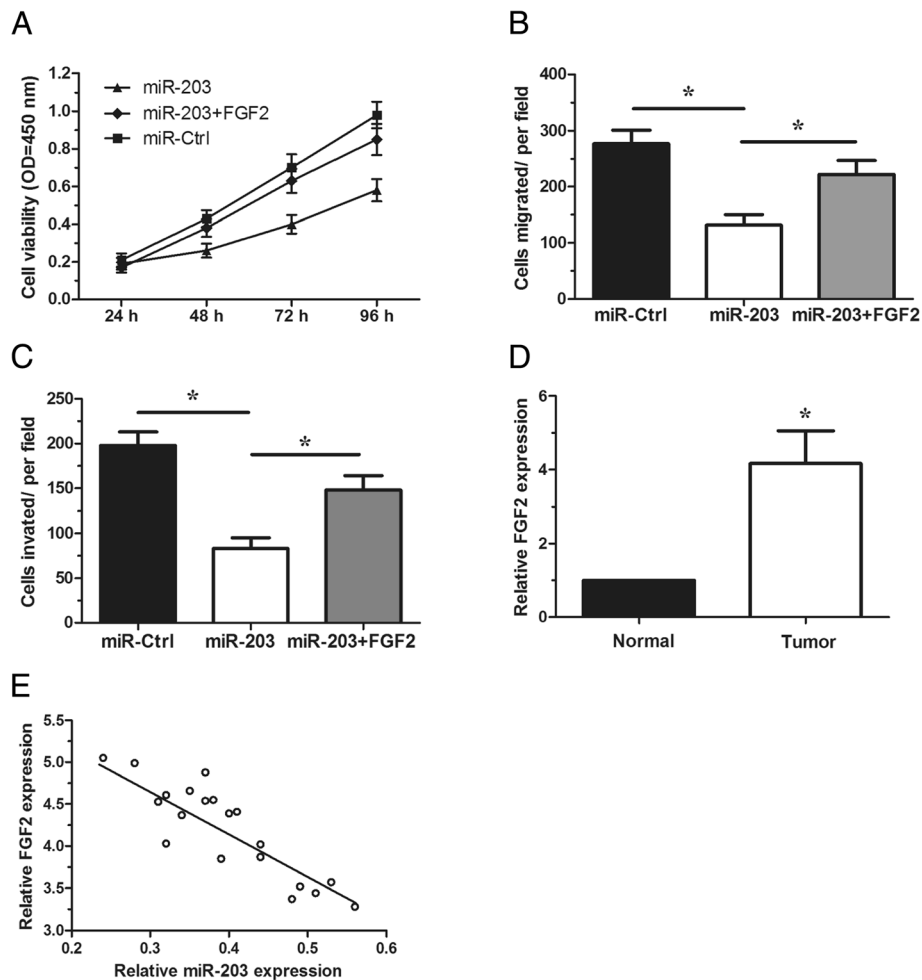 A
Cell viability (OD=450 nm)
1.2
1.0
0.8
0.6
0.4
0.2
0.0
miR-203
miR-203+FGF2
miR-Ctrl
24 h
48 h
72 h
96 h
B
Cells migrated/ per field
400
300
200
100
0
*
*
miR-Ctrl
miR-203
miR-203+FGF2
C
Cells invated/ per field
250
200
150
100
50
0
*
*
miR-Ctrl
miR-203
miR-203+FGF2
D
Relative FGF2 expression
6
4
2
0
*
Normal
Tumor
E
Relative FGF2 expression
5.5
5.0
4.5
4.0
3.5
3.0
0.2
0.3
0.4
0.5
0.6
Relative miR-203 expression